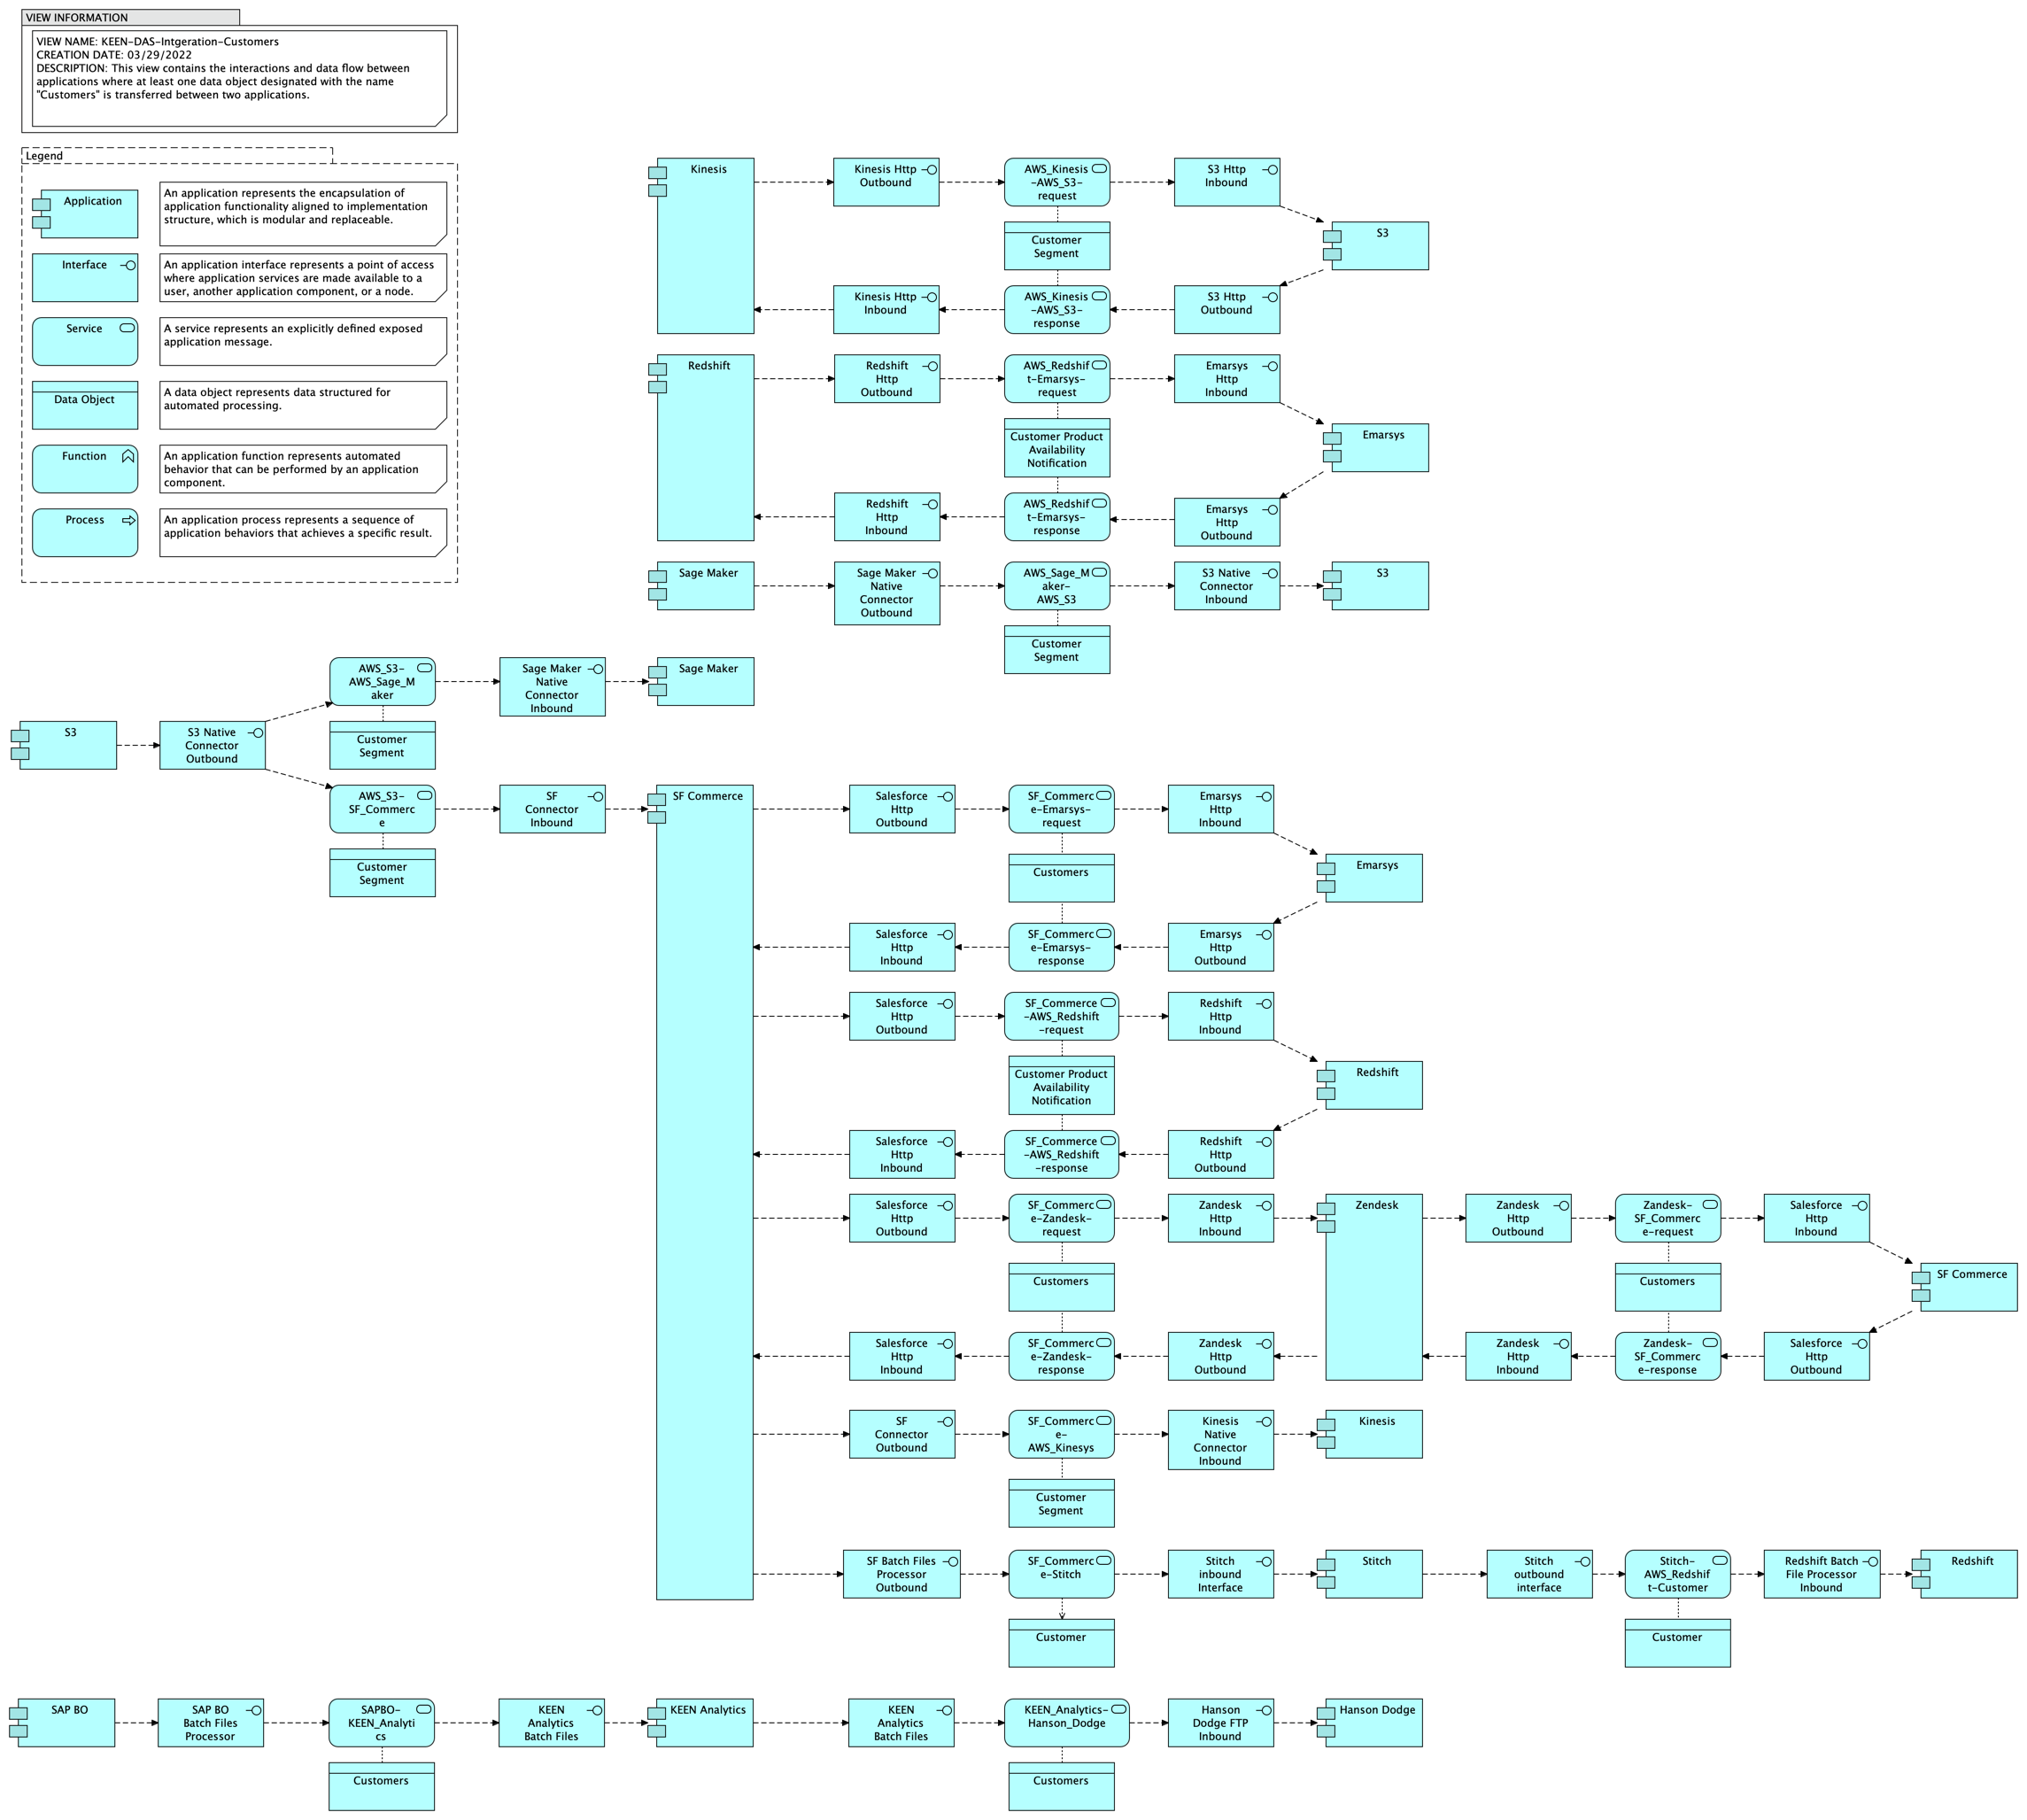 VIEW INFORMATION
VIEW NAME: KEEN-DAS-Intgeration-Customers
CREATION DATE: 03/29/2022
DESCRIPTION: This view contains the interactions and data flow between
applications where at least one data object designated with the name
"Customers" is transferred between two applications.
Legend
Application
An application represents the encapsulation of
application functionality aligned to implementation
structure, which is modular and replaceable.
Interface
An application interface represents a point of access
where application services are made available to a
user, another application component, or a node.
Service
A service represents an explicitly defined exposed
application message.
Data Object
A data object represents data structured for
automated processing.
Function
An application function represents automated
behavior that can be performed by an application
component.
Process
An application process represents a sequence of
application behaviors that achieves a specific result.
Kinesis
Kinesis Http
Outbound
AWS_Kinesis
-AWS_S3-
request
S3 Http
Inbound
Customer
Segment
S3
Kinesis Http
Inbound
AWS_Kinesis
-AWS_S3-
response
S3 Http
Outbound
Redshift
Redshift
Http
Outbound
AWS_Redshif
t-Emarsys-
request
Emarsys
Http
Inbound
Customer Product
Availability
Notification
Emarsys
Redshift
Http
Inbound
AWS_Redshif
t-Emarsys-
response
Emarsys
Http
Outbound
Sage Maker
Sage Maker
Native
Connector
Outbound
AWS_Sage_M
aker-
AWS_S3
S3 Native
Connector
Inbound
S3
Customer
Segment
S3
S3 Native
Connector
Outbound
AWS_S3-
AWS_Sage_M
aker
Sage Maker
Native
Connector
Inbound
Sage Maker
Customer
Segment
AWS_S3-
SF_Commerc
e
SF
Connector
Inbound
Customer
Segment
SF Commerce
Salesforce
Http
Outbound
SF_Commerc
e-Emarsys-
request
Emarsys
Http
Inbound
Customers
Emarsys
Salesforce
Http
Inbound
SF_Commerc
e-Emarsys-
response
Emarsys
Http
Outbound
Salesforce
Http
Outbound
SF_Commerce
-AWS_Redshift
-request
Redshift
Http
Inbound
Customer Product
Availability
Notification
Redshift
Salesforce
Http
Inbound
SF_Commerce
-AWS_Redshift
-response
Redshift
Http
Outbound
Salesforce
Http
Outbound
SF_Commerc
e-Zandesk-
request
Zandesk
Http
Inbound
Zendesk
Zandesk
Http
Outbound
Zandesk-
SF_Commerc
e-request
Salesforce
Http
Inbound
Customers
Customers
SF Commerce
Salesforce
Http
Inbound
SF_Commerc
e-Zandesk-
response
Zandesk
Http
Outbound
Zandesk
Http
Inbound
Zandesk-
SF_Commerc
e-response
Salesforce
Http
Outbound
SF
Connector
Outbound
SF_Commerc
e-
AWS_Kinesys
Kinesis
Native
Connector
Inbound
Kinesis
Customer
Segment
SF Batch Files
Processor
Outbound
SF_Commerc
e-Stitch
Stitch
inbound
Interface
Stitch
Stitch
outbound
interface
Stitch-
AWS_Redshif
t-Customer
Redshift Batch
File Processor
Inbound
Redshift
Customer
Customer
SAP BO
SAP BO
Batch Files
Processor
SAPBO-
KEEN_Analyti
cs
KEEN
Analytics
Batch Files
KEEN Analytics
KEEN
Analytics
Batch Files
KEEN_Analytics-
Hanson_Dodge
Hanson
Dodge FTP
Inbound
Hanson Dodge
Customers
Customers